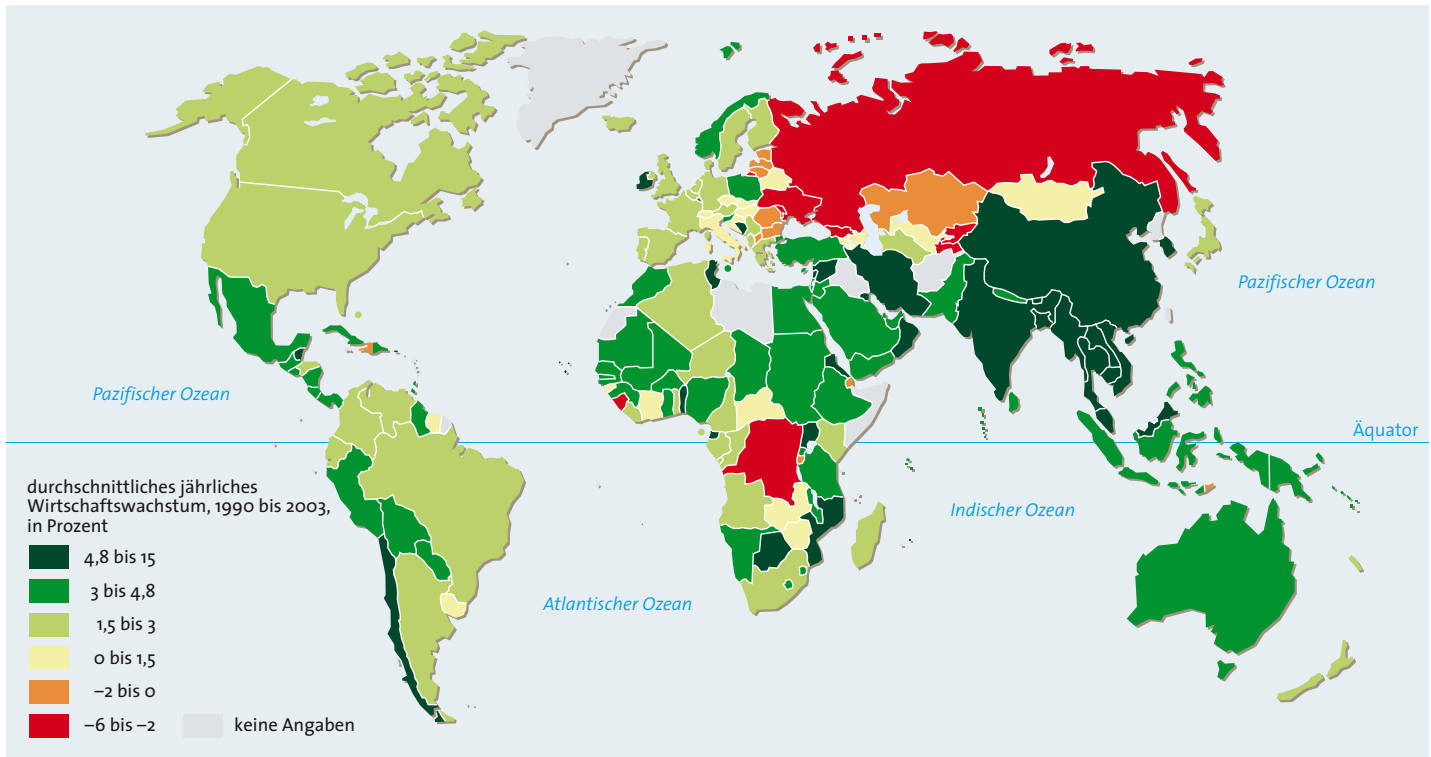 Pazifischer Ozean
Pazifischer Ozean
Äquator
durchschnittliches jährliches
Wirtschaftswachstum, 1990 bis 2003,
in Prozent
Indischer Ozean
4,8 bis 15
3 bis 4,8
Atlantischer Ozean
1,5 bis 3
0 bis 1,5
–2 bis 0
–6 bis –2
keine Angaben